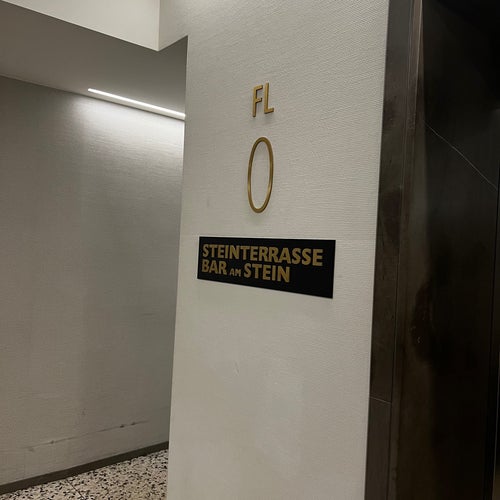 FL
0
STEINTERRASSE
BAR AM STEIN